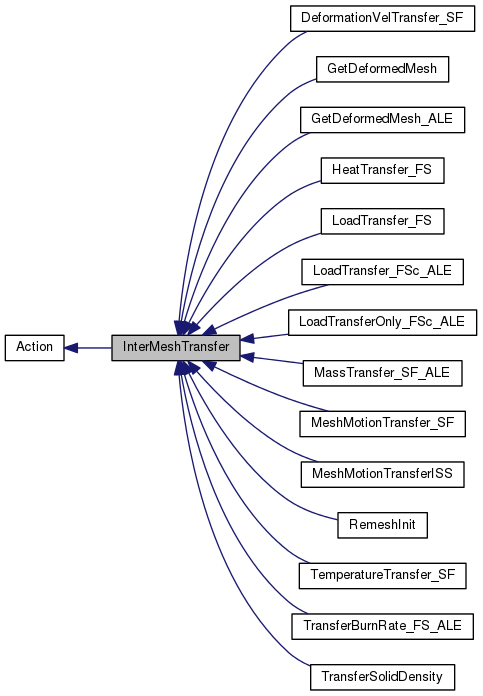 DeformationVelTransfer_SF
GetDeformedMesh
GetDeformedMesh_ALE
HeatTransfer_FS
LoadTransfer_FS
LoadTransfer_FSc_ALE
LoadTransferOnly_FSc_ALE
Action
InterMeshTransfer
MassTransfer_SF_ALE
MeshMotionTransfer_SF
MeshMotionTransferISS
RemeshInit
TemperatureTransfer_SF
TransferBurnRate_FS_ALE
TransferSolidDensity